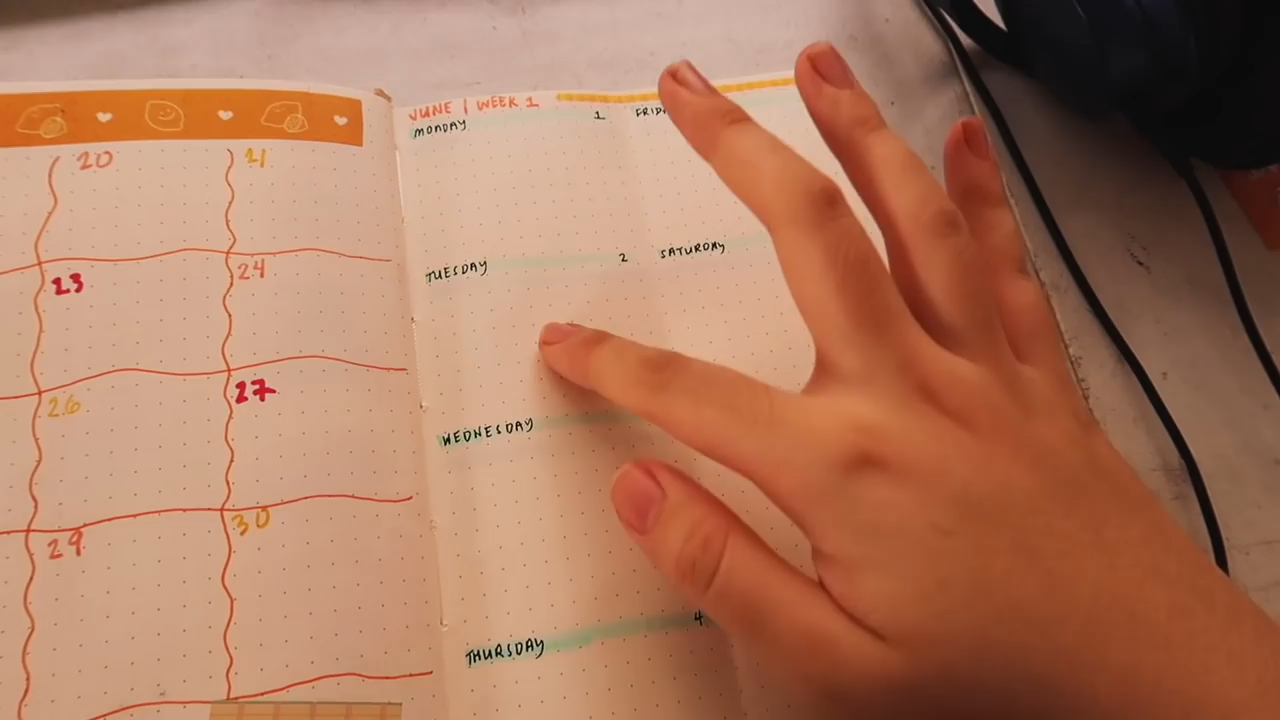 20
21
23
24
26
27
29
30
JUNE | WEEK 1
MONDAY 1
TUESDAY 2
WEDNESDAY
THURSDAY 4
SATURDAY